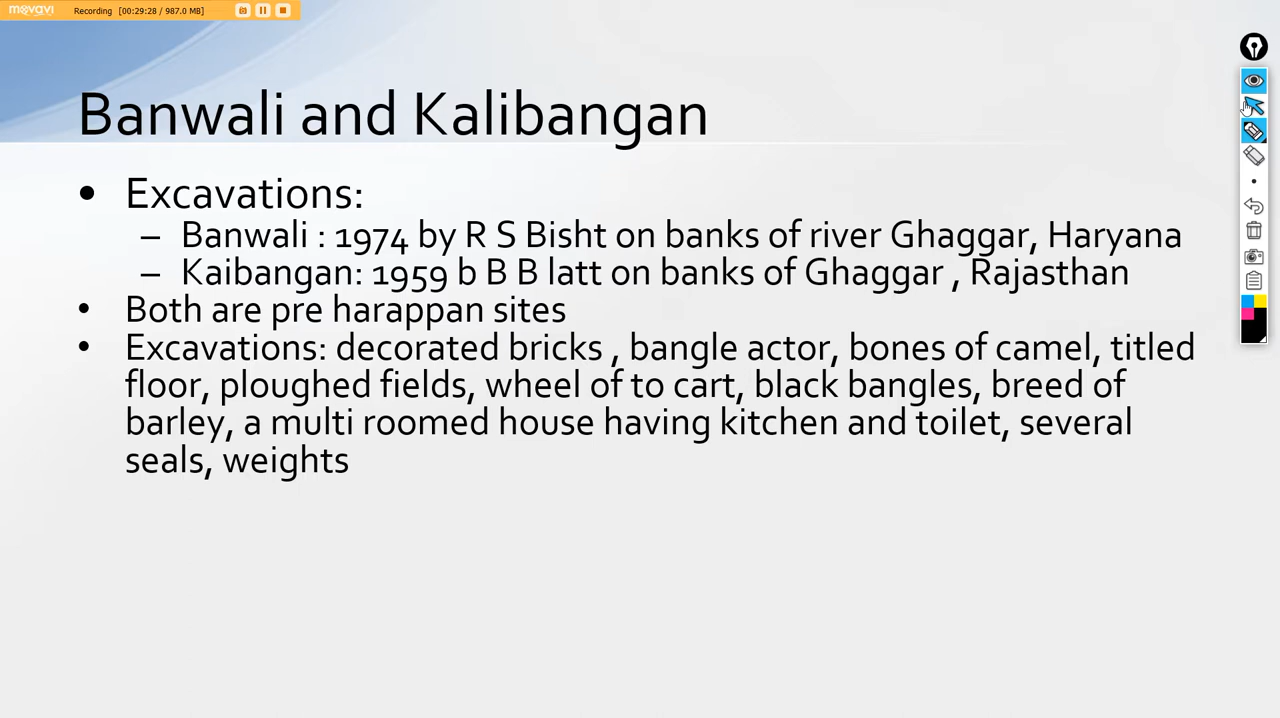 movavi Recording [00:29:28 / 987.0 MB]
Banwali and Kalibangan
• Excavations:
– Banwali : 1974 by R S Bisht on banks of river Ghaggar, Haryana
– Kaibangan: 1959 b B B latt on banks of Ghaggar , Rajasthan
• Both are pre harappan sites
• Excavations: decorated bricks , bangle actor, bones of camel, titled
floor, ploughed fields, wheel of to cart, black bangles, breed of
barley, a multi roomed house having kitchen and toilet, several
seals, weights